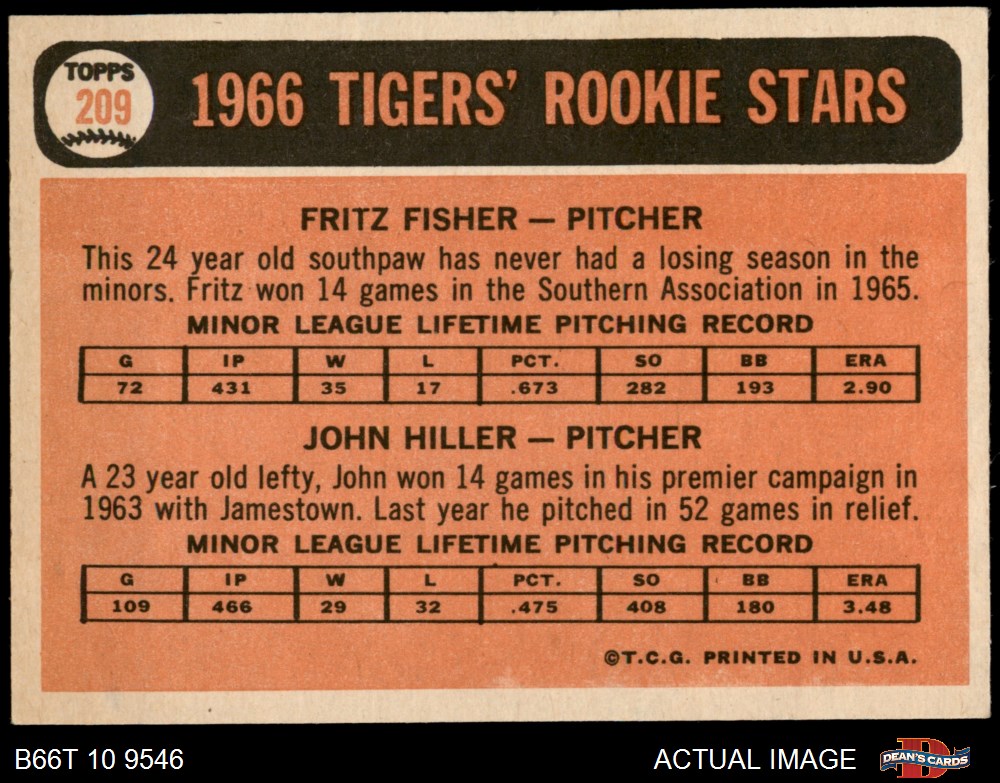 TOPPS
209
1966 TIGERS' ROOKIE STARS
FRITZ FISHER — PITCHER
This 24 year old southpaw has never had a losing season in the
minors. Fritz won 14 games in the Southern Association in 1965.
MINOR LEAGUE LIFETIME PITCHING RECORD
G IP W L PCT. SO BB ERA
72 431 35 17 .673 282 193 2.90
JOHN HILLER — PITCHER
A 23 year old lefty, John won 14 games in his premier campaign in
1963 with Jamestown. Last year he pitched in 52 games in relief.
MINOR LEAGUE LIFETIME PITCHING RECORD
G IP W L PCT. SO BB ERA
109 466 29 32 .475 408 180 3.48
©T.C.G. PRINTED IN U.S.A.
B66T 10 9546 ACTUAL IMAGE
D
DEAN'S CARDS